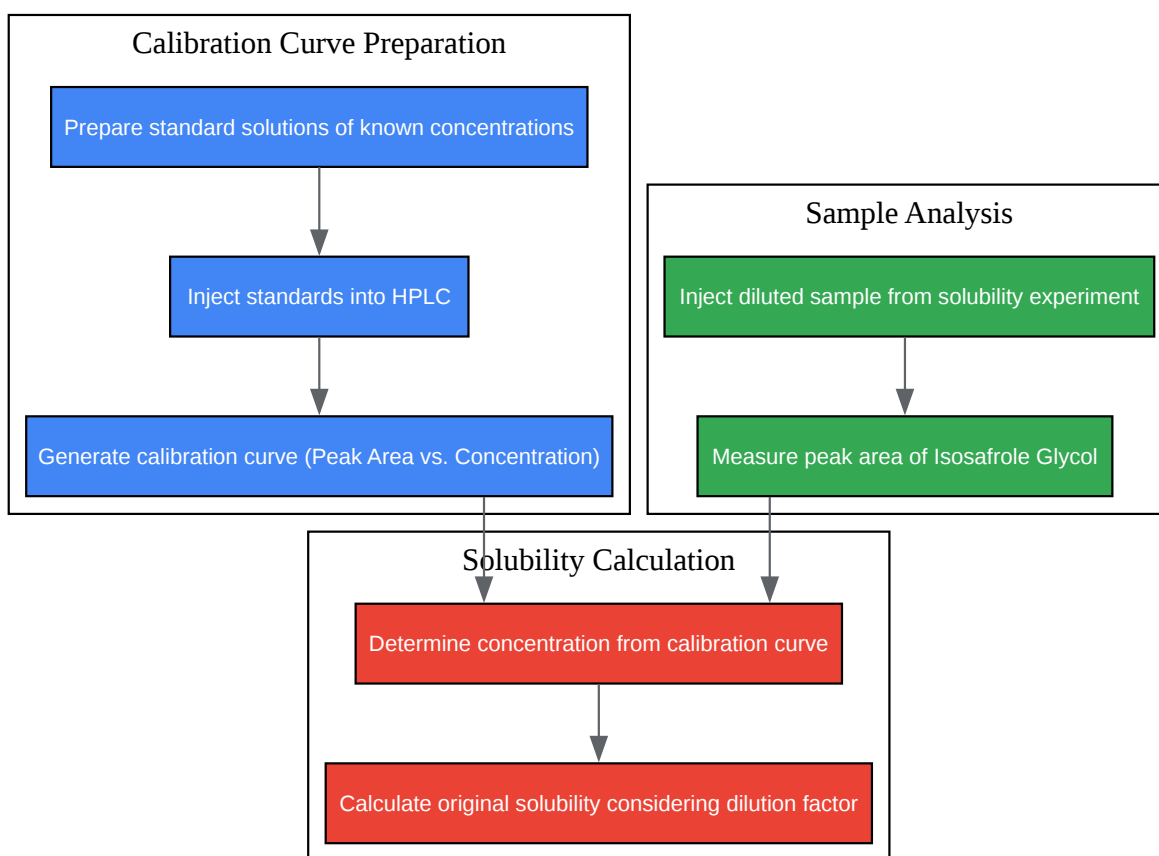 Calibration Curve Preparation
Prepare standard solutions of known concentrations
Inject standards into HPLC
Generate calibration curve (Peak Area vs. Concentration)
Sample Analysis
Inject diluted sample from solubility experiment
Measure peak area of Isosafrole Glycol
Solubility Calculation
Determine concentration from calibration curve
Calculate original solubility considering dilution factor